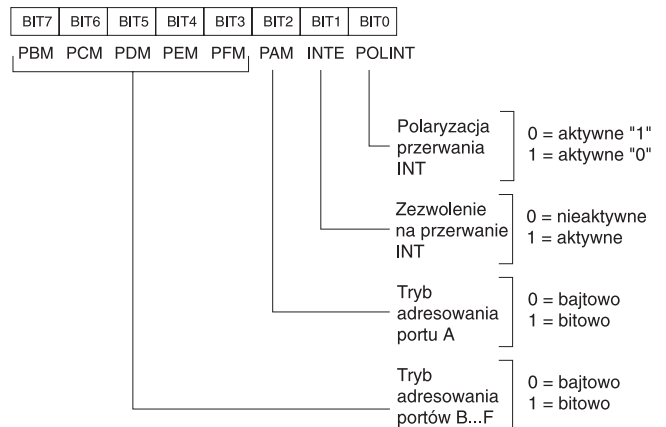 BIT7 BIT6 BIT5 BIT4 BIT3 BIT2 BIT1 BIT0
PBM PCM PDM PEM PFM PAM INTE POLINT
Polaryzacja
przerwania
INT
0 = aktywne "1"
1 = aktywne "0"
Zezwolenie
na przerwanie
INT
0 = nieaktywne
1 = aktywne
Tryb
adresowania
portu A
0 = bajtowo
1 = bitowo
Tryb
adresowania
portów B...F
0 = bajtowo
1 = bitowo